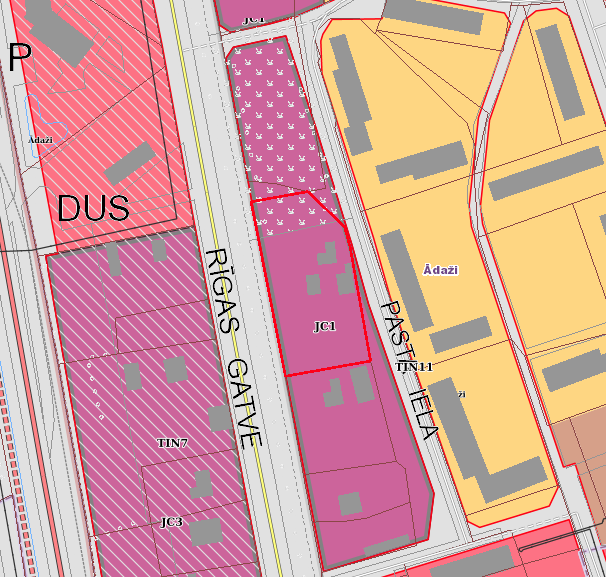 JC1
P
Ādaži
DUS
Ādaži
RĪGAS GATVE
JC1
PASTA IELA
TIN11
TIN7
JC3